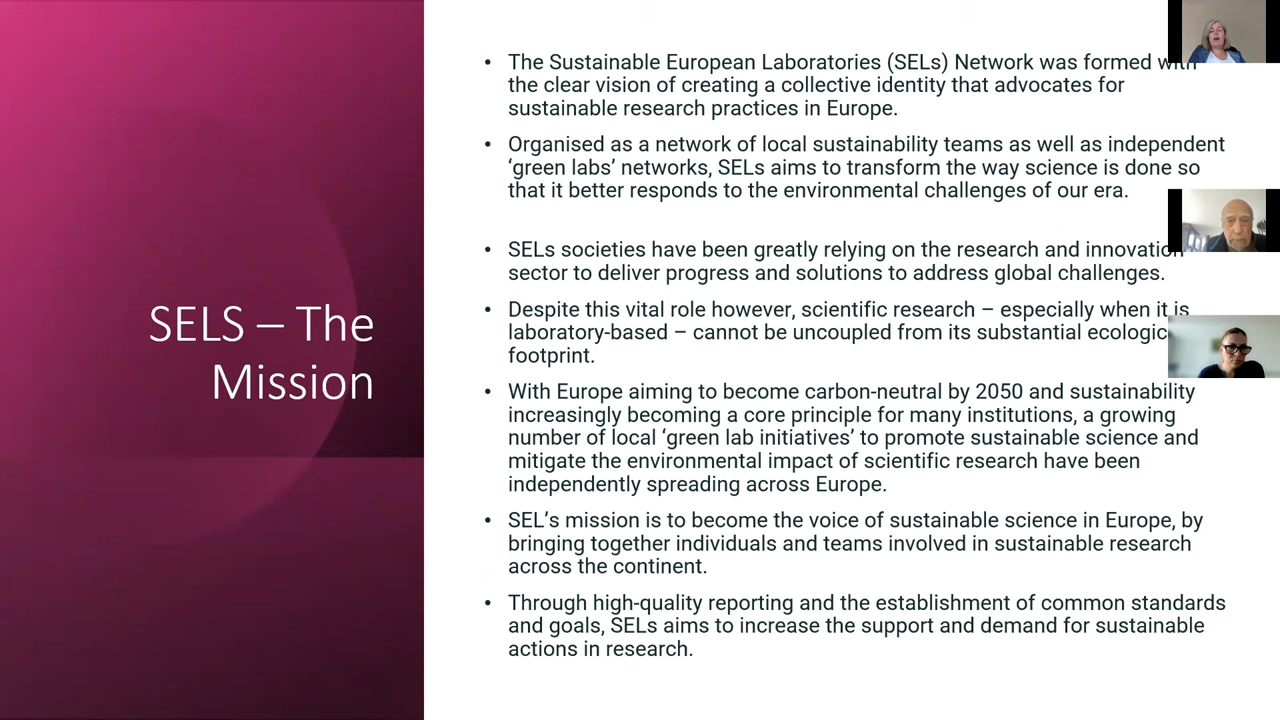 SELS – The
Mission
• The Sustainable European Laboratories (SELs) Network was formed with
the clear vision of creating a collective identity that advocates for
sustainable research practices in Europe.
• Organised as a network of local sustainability teams as well as independent
‘green labs’ networks, SELs aims to transform the way science is done so
that it better responds to the environmental challenges of our era.
• SELs societies have been greatly relying on the research and innovation
sector to deliver progress and solutions to address global challenges.
• Despite this vital role however, scientific research – especially when it is
laboratory-based – cannot be uncoupled from its substantial
footprint.
• With Europe aiming to become carbon-neutral by 2050 and sustainability
increasingly becoming a core principle for many institutions, a growing
number of local ‘green lab initiatives’ to promote sustainable science and
mitigate the environmental impact of scientific research have been
independently spreading across Europe.
• SEL’s mission is to become the voice of sustainable science in Europe, by
bringing together individuals and teams involved in sustainable research
across the continent.
• Through high-quality reporting and the establishment of common standards
and goals, SELs aims to increase the support and demand for sustainable
actions in research.